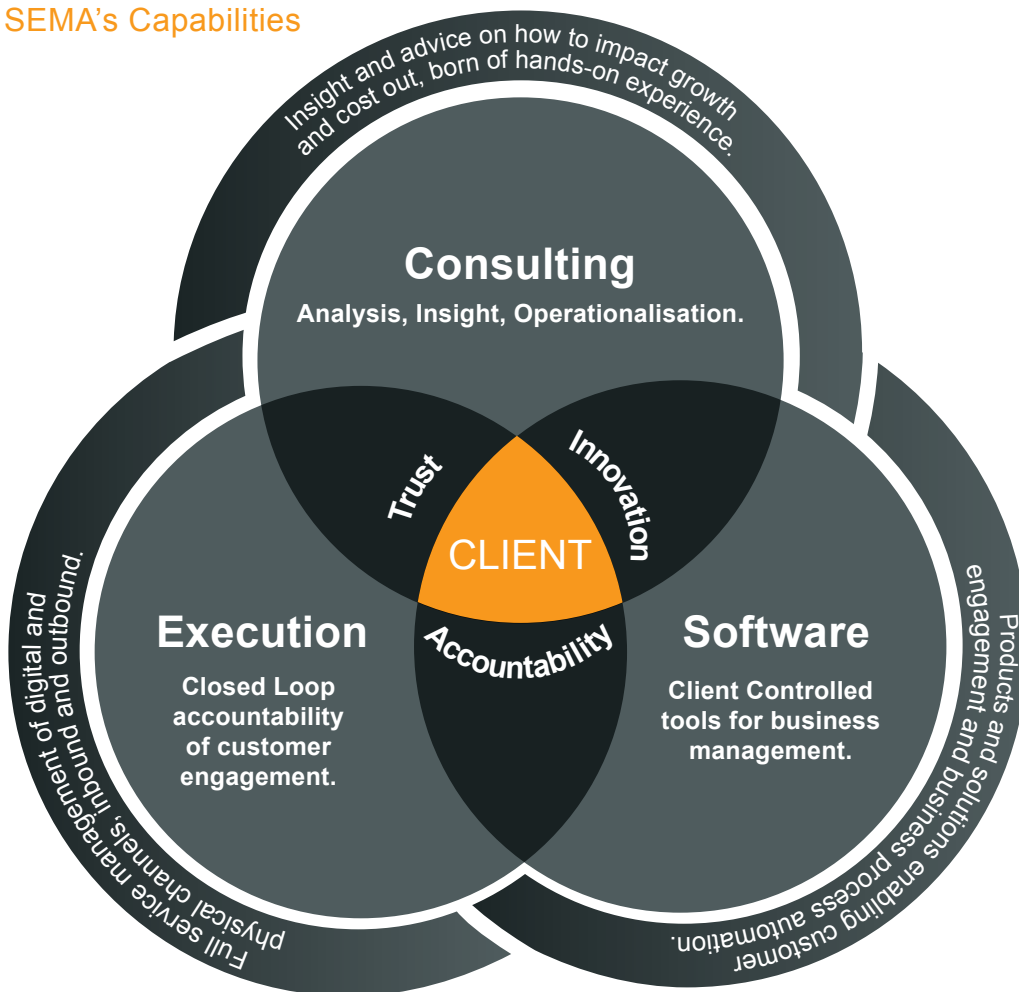 SEMA's Capabilities
Insight and advice on how to impact growth
and cost out, born of hands-on experience.
Consulting
Analysis, Insight, Operationalisation.
Trust
Innovation
CLIENT
Accountability
Execution
Closed Loop
accountability
of customer
engagement.
Software
Client Controlled
tools for business
management.
Full service management of digital and
physical channels, inbound and outbound.
Products and solutions enabling customer
engagement and business process automation.